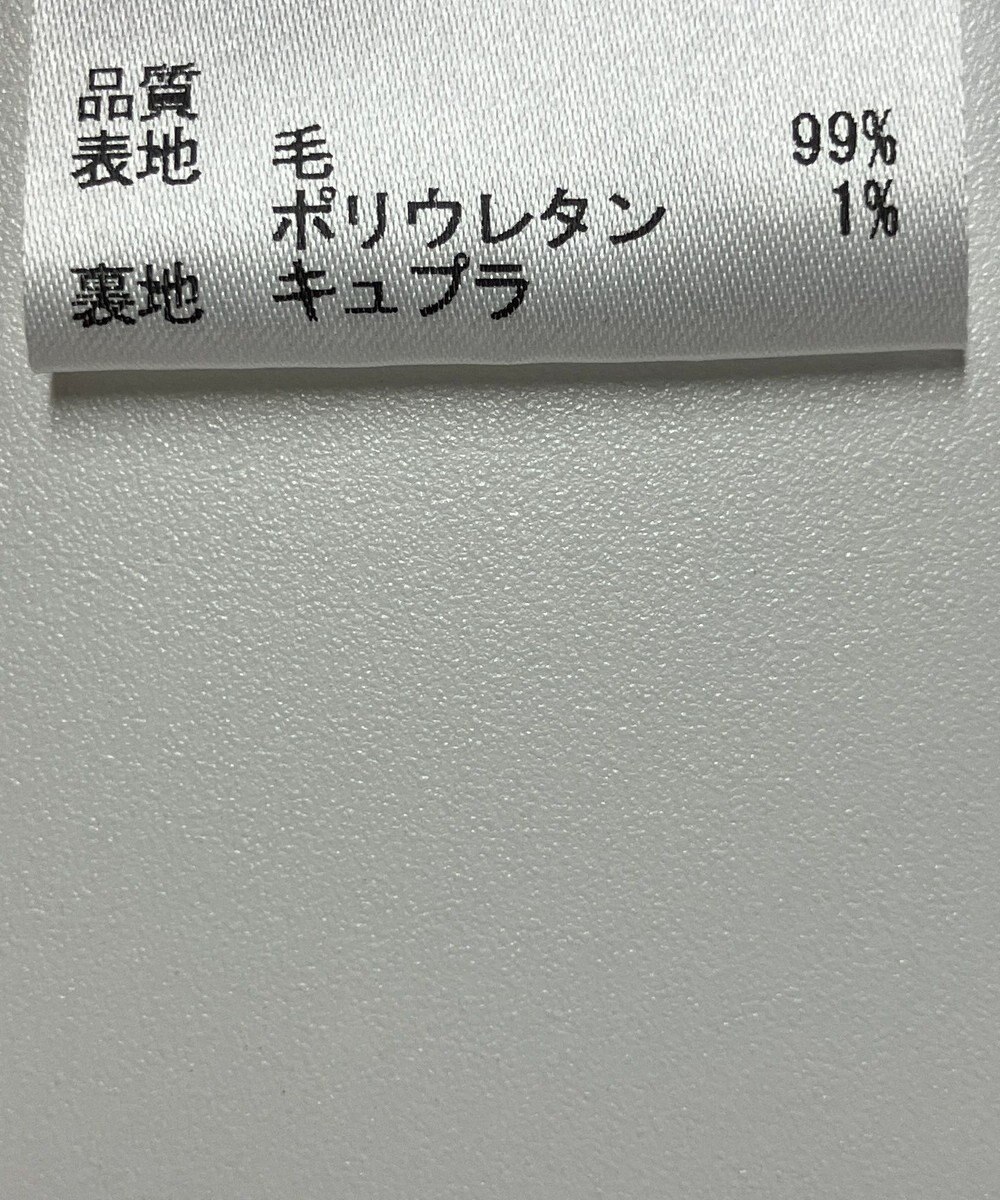 品質
表地 毛 99%
ポリウレタン 1%
裏地 キュプラ